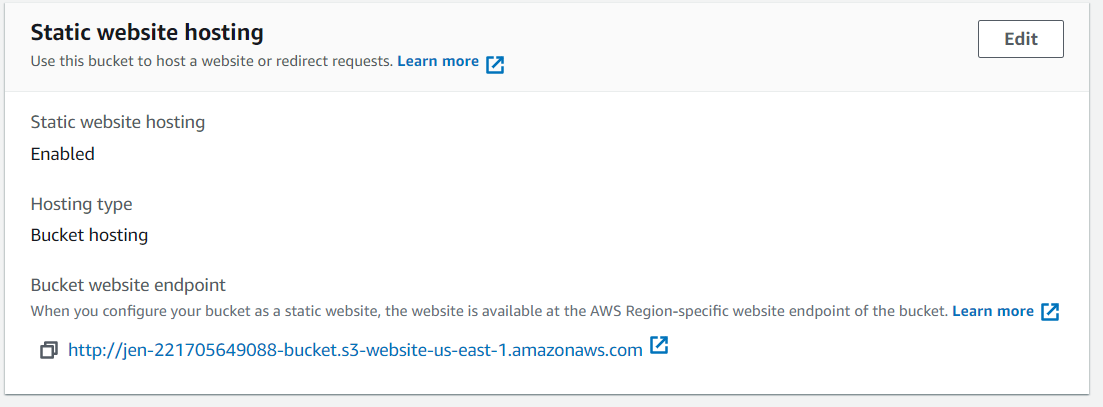 Static website hosting
Edit
Use this bucket to host a website or redirect requests. Learn more
Static website hosting
Enabled
Hosting type
Bucket hosting
Bucket website endpoint
When you configure your bucket as a static website, the website is available at the AWS Region-specific website endpoint of the bucket. Learn more
http://jen-221705649088-bucket.s3-website-us-east-1.amazonaws.com